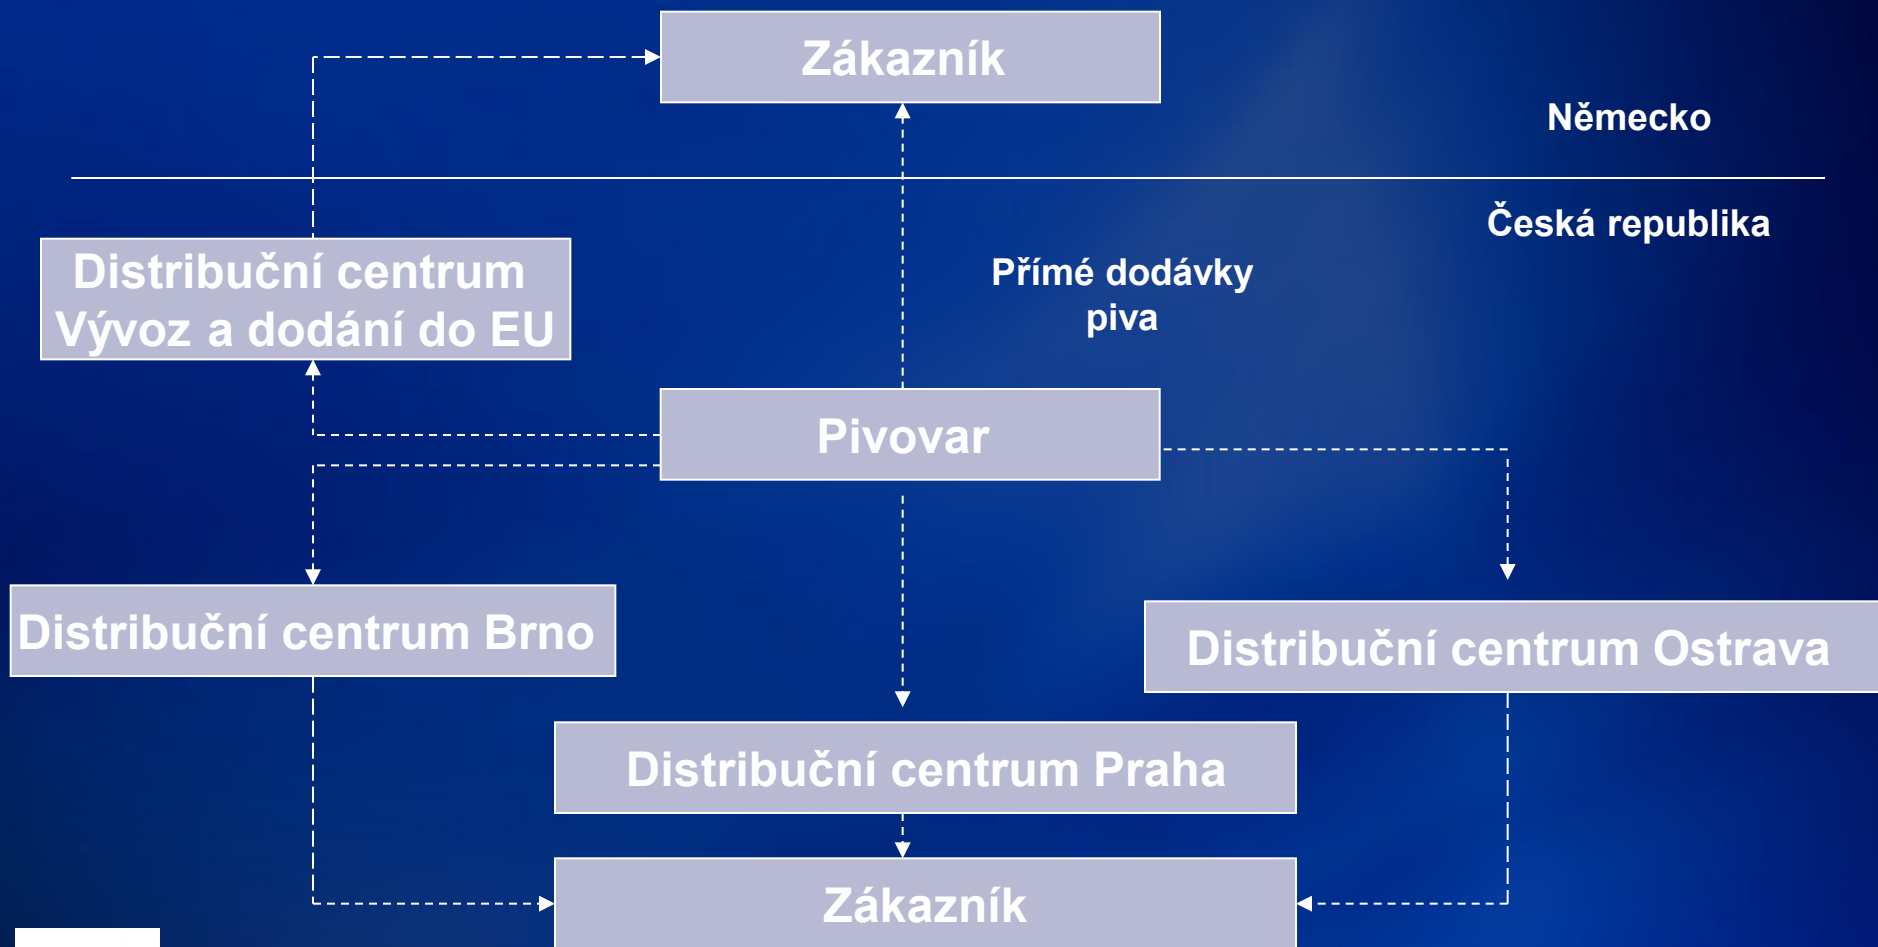 Zákazník
Německo
Česká republika
Distribuční centrum
Vývoz a dodání do EU
Přímé dodávky
piva
Pivovar
Distribuční centrum Brno
Distribuční centrum Ostrava
Distribuční centrum Praha
Zákazník